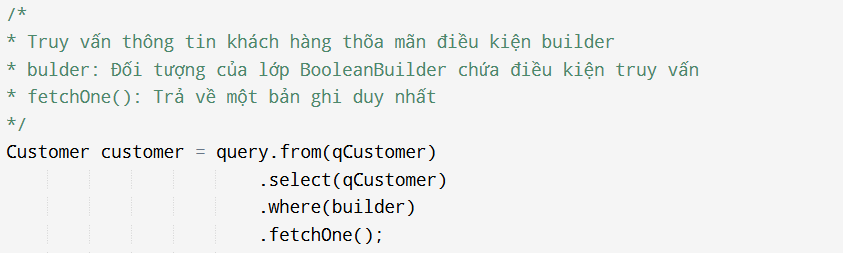 /*
* Truy vấn thông tin khách hàng thõa mãn điều kiện builder
* bulder: Đối tượng của lớp BooleanBuilder chứa điều kiện truy vấn
* fetchOne(): Trả về một bản ghi duy nhất
*/
Customer customer = query.from(qCustomer)
.select(qCustomer)
.where(builder)
.fetchOne();